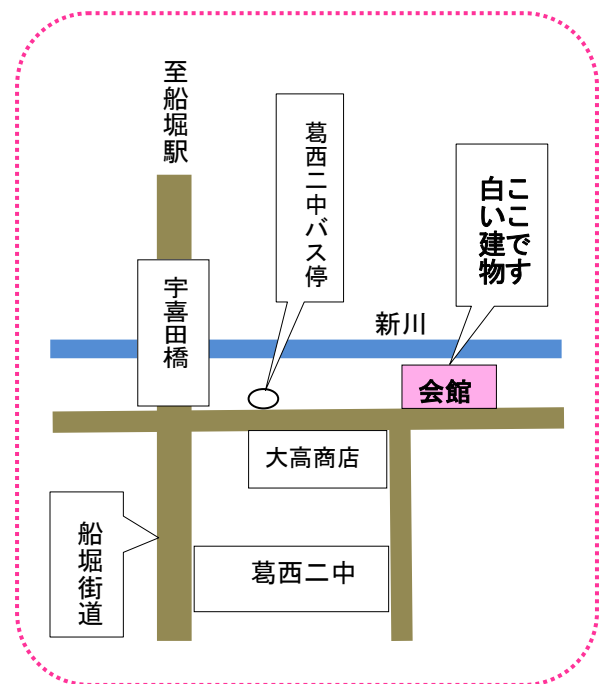 至船堀駅
葛西二中バス停
ここです
白い建物
宇喜田橋
新川
会館
大高商店
船堀街道
葛西二中